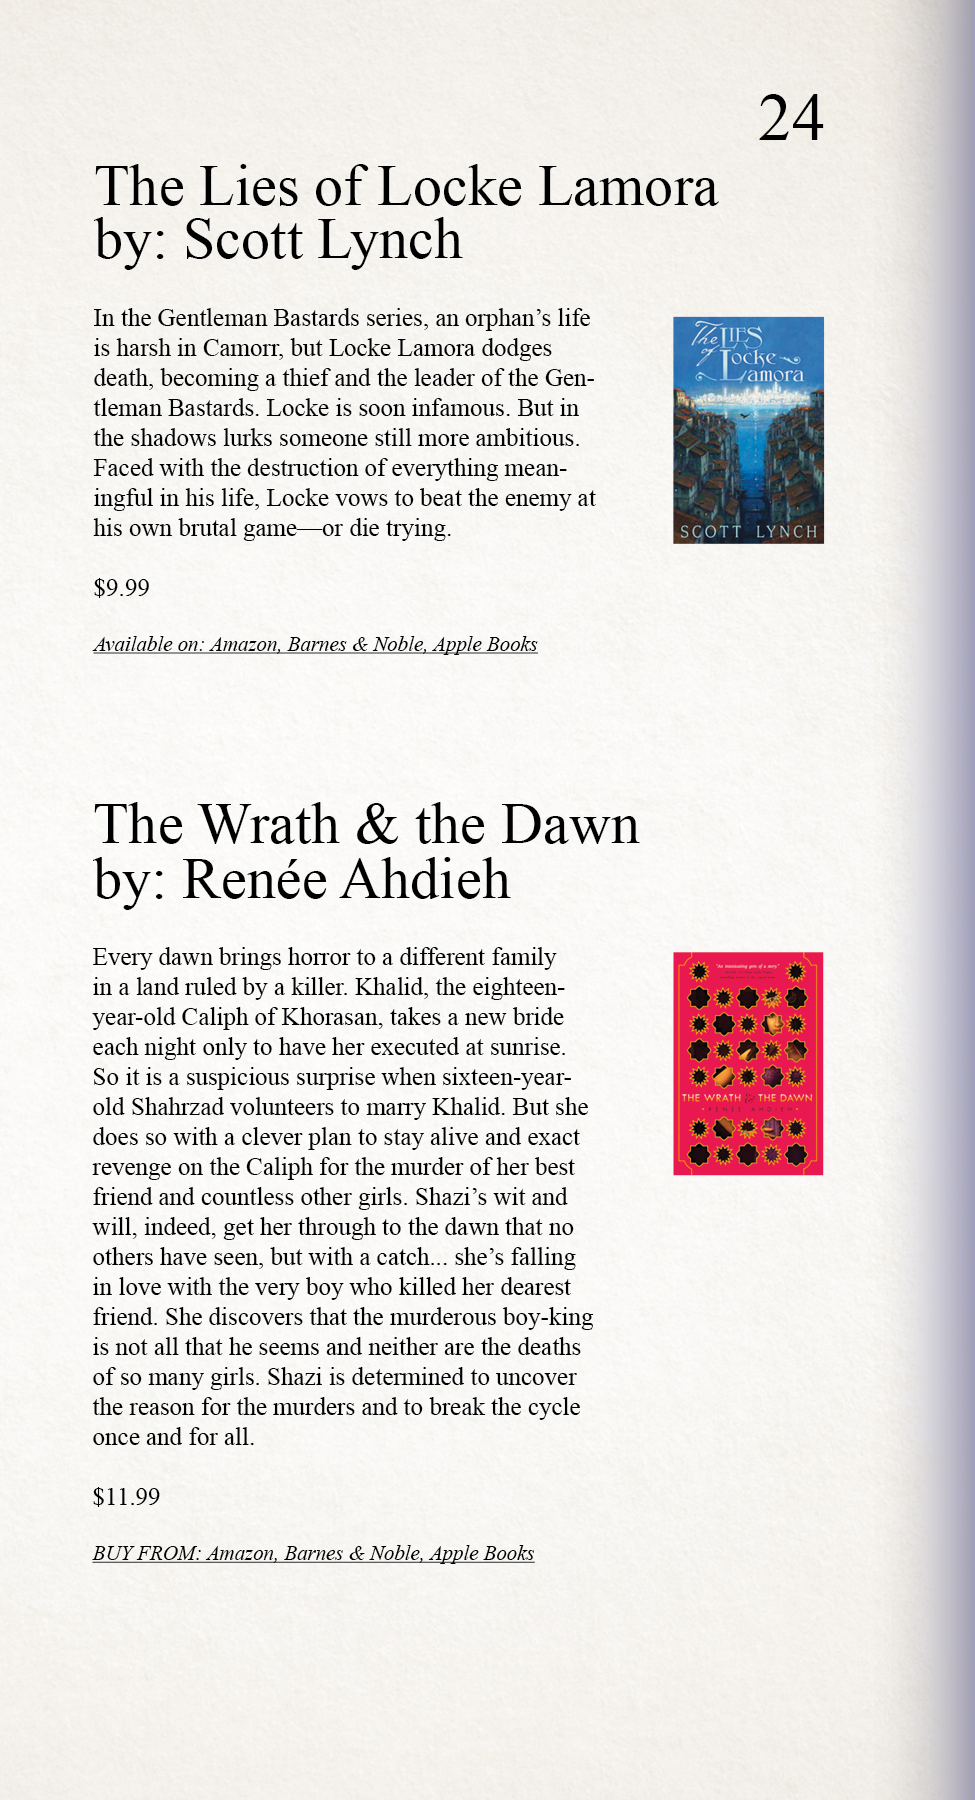 24
The Lies of Locke Lamora
by: Scott Lynch
In the Gentleman Bastards series, an orphan’s life
is harsh in Camorr, but Locke Lamora dodges
death, becoming a thief and the leader of the Gen-
tleman Bastards. Locke is soon infamous. But in
the shadows lurks someone still more ambitious.
Faced with the destruction of everything mean-
ingful in his life, Locke vows to beat the enemy at
his own brutal game—or die trying.
The LIES
of Locke
Lamora
SCOTT LYNCH
$9.99
Available on: Amazon, Barnes & Noble, Apple Books
The Wrath & the Dawn
by: Renée Ahdieh
Every dawn brings horror to a different family
in a land ruled by a killer. Khalid, the eighteen-
year-old Caliph of Khorasan, takes a new bride
each night only to have her executed at sunrise.
So it is a suspicious surprise when sixteen-year-
old Shahrzad volunteers to marry Khalid. But she
does so with a clever plan to stay alive and exact
revenge on the Caliph for the murder of her best
friend and countless other girls. Shazi’s wit and
will, indeed, get her through to the dawn that no
others have seen, but with a catch... she’s falling
in love with the very boy who killed her dearest
friend. She discovers that the murderous boy-king
is not all that he seems and neither are the deaths
of so many girls. Shazi is determined to uncover
the reason for the murders and to break the cycle
once and for all.
THE WRATH & THE DAWN
RENÉE AHDIEH
$11.99
BUY FROM: Amazon, Barnes & Noble, Apple Books